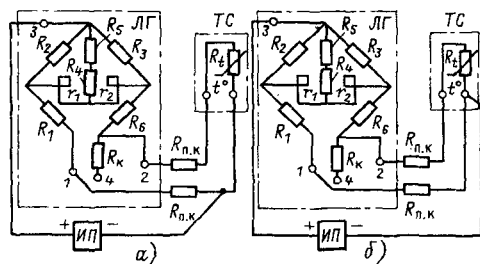 3 ЛГ ТС
R₂ R₅ R₃
R₄ Rt
r₁ r₂ t°
R₁ R₆
Rк
Rп.к
1 4 2
Rп.к
+ ИП −
а)
3 ЛГ ТС
R₂ R₅ R₃
R₄ Rt
r₁ r₂ t°
R₁ R₆
Rк
Rп.к
1 4 2
Rп.к
+ ИП −
б)